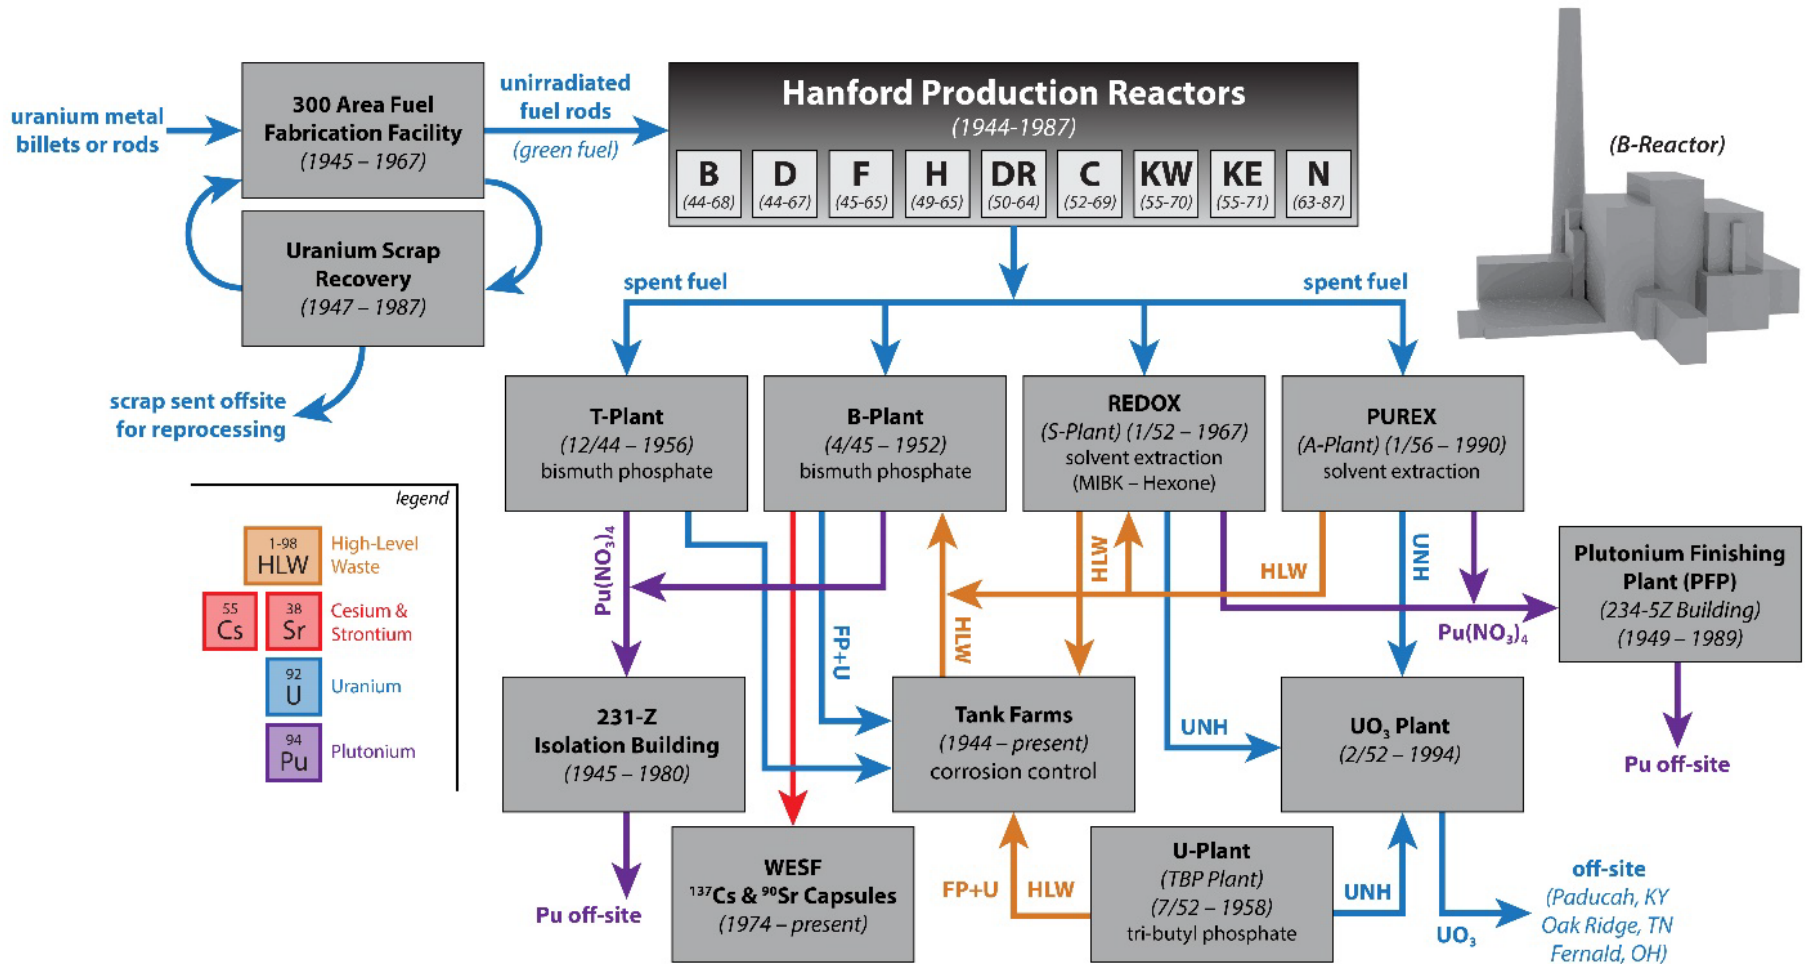 300 Area Fuel
Fabrication Facility
(1945 – 1967)
uranium metal
billets or rods
unirradiated
fuel rods
(green fuel)
Hanford Production Reactors
(1944-1987)
B
(44-68)
D
(44-67)
F
(45-65)
H
(49-65)
DR
(50-64)
C
(52-69)
KW
(55-70)
KE
(55-71)
N
(63-87)
(B-Reactor)
Uranium Scrap
Recovery
(1947 – 1987)
scrap sent offsite
for reprocessing
spent fuel
spent fuel
T-Plant
(12/44 – 1956)
bismuth phosphate
B-Plant
(4/45 – 1952)
bismuth phosphate
REDOX
(S-Plant) (1/52 – 1967)
solvent extraction
(MIBK – Hexone)
PUREX
(A-Plant) (1/56 – 1990)
solvent extraction
legend
1-98
HLW
High-Level
Waste
55
Cs
38
Sr
Cesium &
Strontium
92
U
Uranium
94
Pu
Plutonium
Pu(NO₃)₄
FP+U
HLW
HLW
HLW
UNH
Pu(NO₃)₄
UNH
Plutonium Finishing
Plant (PFP)
(234-5Z Building)
(1949 – 1989)
Pu off-site
231-Z
Isolation Building
(1945 – 1980)
Pu off-site
Tank Farms
(1944 – present)
corrosion control
UO₃ Plant
(2/52 – 1994)
WESF
¹³⁷Cs & ⁹⁰Sr Capsules
(1974 – present)
FP+U
HLW
U-Plant
(TBP Plant)
(7/52 – 1958)
tri-butyl phosphate
UNH
UO₃
off-site
(Paducah, KY
Oak Ridge, TN
Fernald, OH)